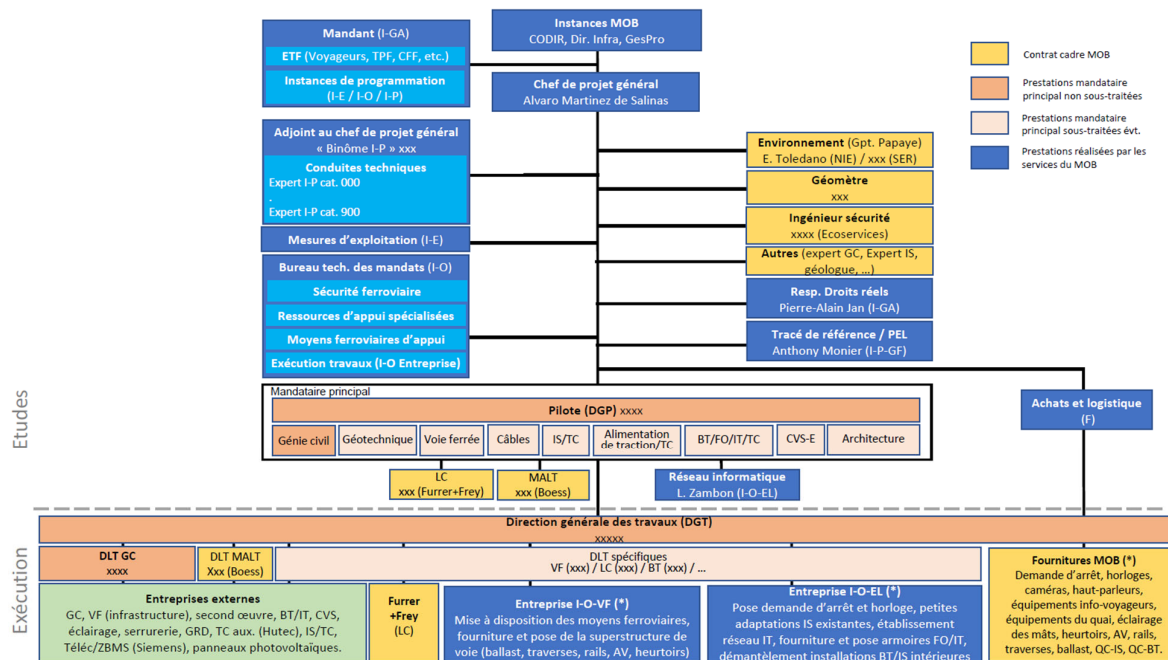 Instances MOB
CODIR, Dir. Infra, GesPro
Mandant (I-GA)
ETF (Voyageurs, TPF, CFF, etc.)
Instances de programmation
(I-E / I-O / I-P)
Chef de projet général
Alvaro Martinez de Salinas
Contrat cadre MOB
Prestations mandataire
principal non sous-traitées
Prestations mandataire
principal sous-traitées évt.
Prestations réalisées par les
services du MOB
Adjoint au chef de projet général
« Binôme I-P » xxx
Conduites techniques
Expert I-P cat. 000
.
Expert I-P cat. 900
Mesures d'exploitation (I-E)
Bureau tech. des mandats (I-O)
Sécurité ferroviaire
Ressources d'appui spécialisées
Moyens ferroviaires d'appui
Exécution travaux (I-O Entreprise)
Environnement (Gpt. Papaye)
E. Toledano (NIE) / xxx (SER)
Géomètre
xxx
Ingénieur sécurité
xxxx (Ecoservices)
Autres (expert GC, Expert IS,
géologue, ...)
Resp. Droits réels
Pierre-Alain Jan (I-GA)
Tracé de référence / PEL
Anthony Monier (I-P-GF)
Etudes
Mandataire principal
Pilote (DGP) xxxx
Génie civil
Géotechnique
Voie ferrée
Câbles
IS/TC
Alimentation
de traction/TC
BT/FO/IT/TC
CVS-E
Architecture
Achats et logistique
(F)
LC
xxx (Furrer+Frey)
MALT
xxx (Boess)
Réseau informatique
L. Zambon (I-O-EL)
Exécution
Direction générale des travaux (DGT)
xxxxx
DLT GC
xxxx
DLT MALT
Xxx (Boess)
DLT spécifiques
VF (xxx) / LC (xxx) / BT (xxx) / ...
Entreprises externes
GC, VF (infrastructure), second œuvre, BT/IT, CVS,
éclairage, serrurerie, GRD, TC aux. (Hutec), IS/TC,
Téléc/ZBMS (Siemens), panneaux photovoltaïques.
Furrer
+Frey
(LC)
Entreprise I-O-VF (*)
Mise à disposition des moyens ferroviaires,
fourniture et pose de la superstructure de
voie (ballast, traverses, rails, AV, heurtoirs)
Entreprise I-O-EL (*)
Pose demande d'arrêt et horloge, petites
adaptations IS existantes, établissement
réseau IT, fourniture et pose armoires FO/IT,
démantèlement installations BT/IS intérieures
Fournitures MOB (*)
Demande d'arrêt, horloges,
caméras, haut-parleurs,
équipements info-voyageurs,
équipements du quai, éclairage
des mâts, heurtoirs, AV, rails,
traverses, ballast, QC-IS, QC-BT.